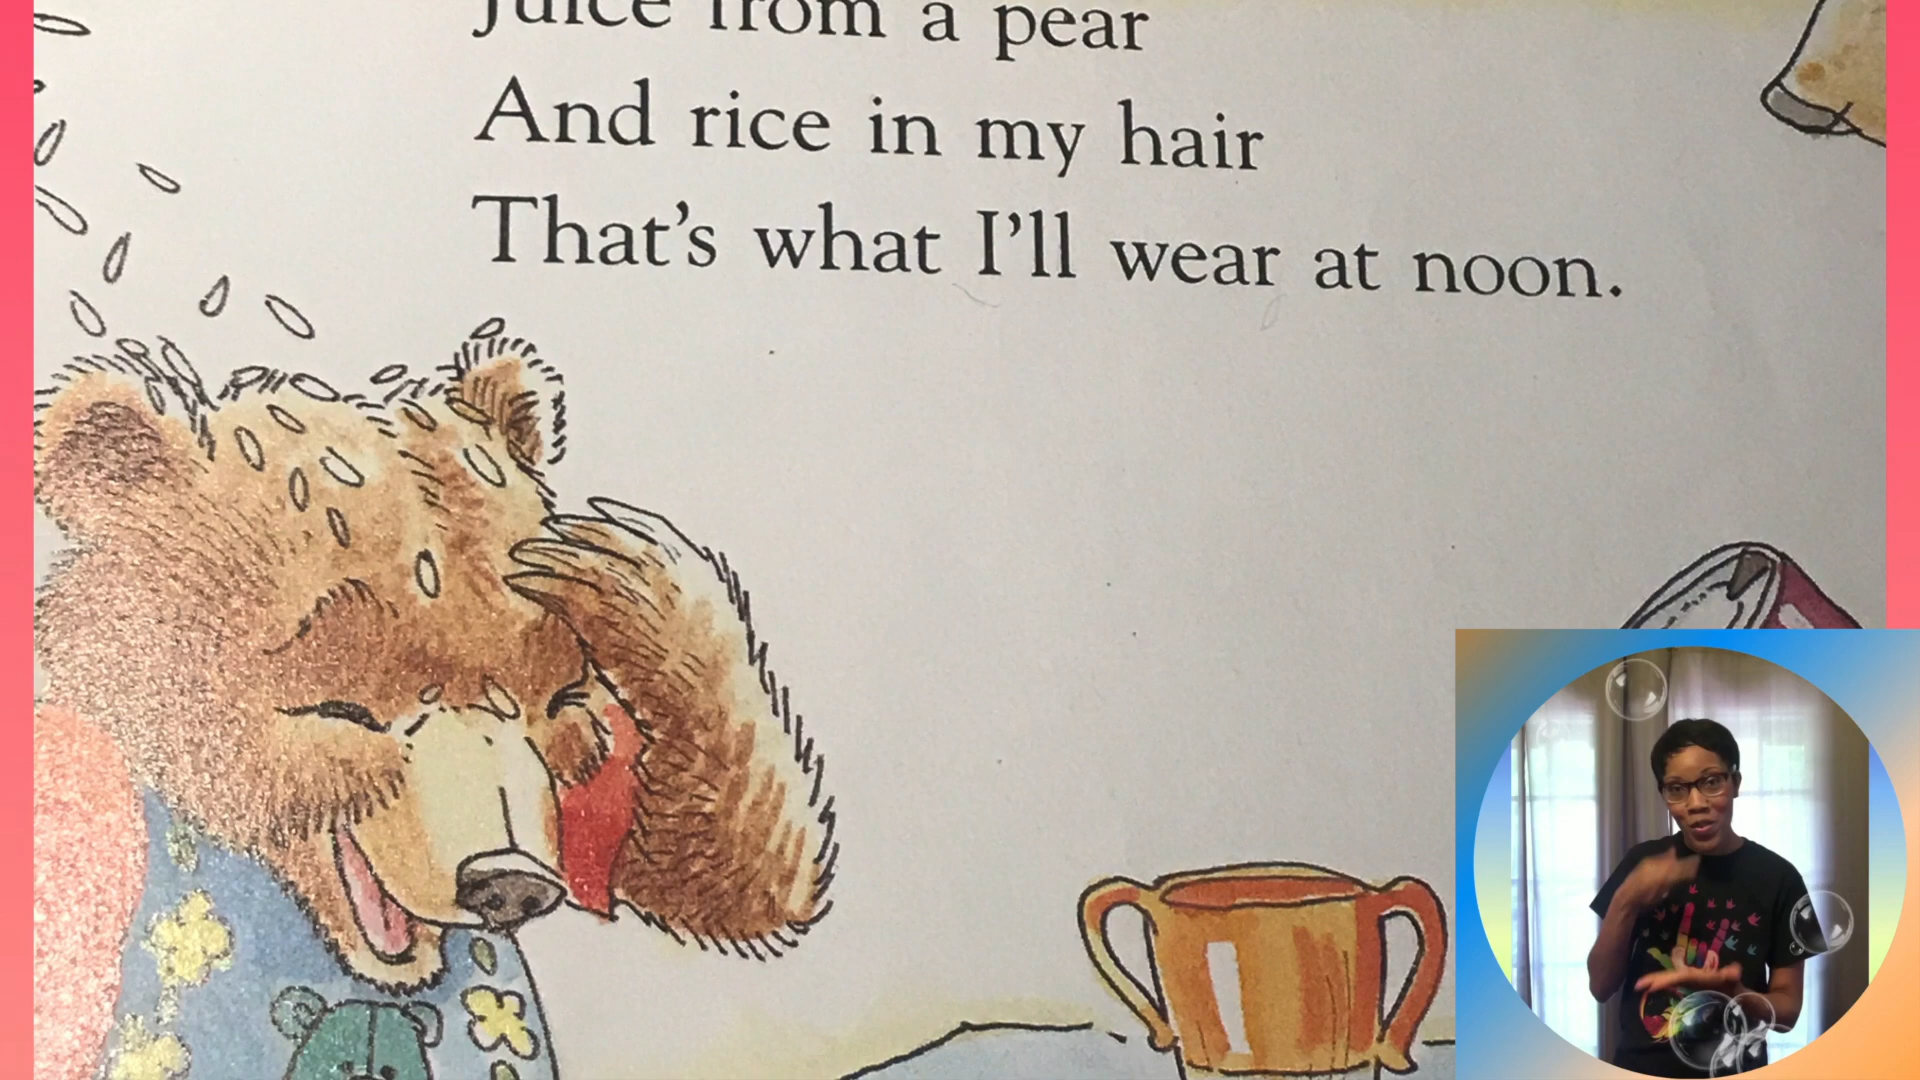 Juice from a pear
And rice in my hair
That's what I'll wear at noon.